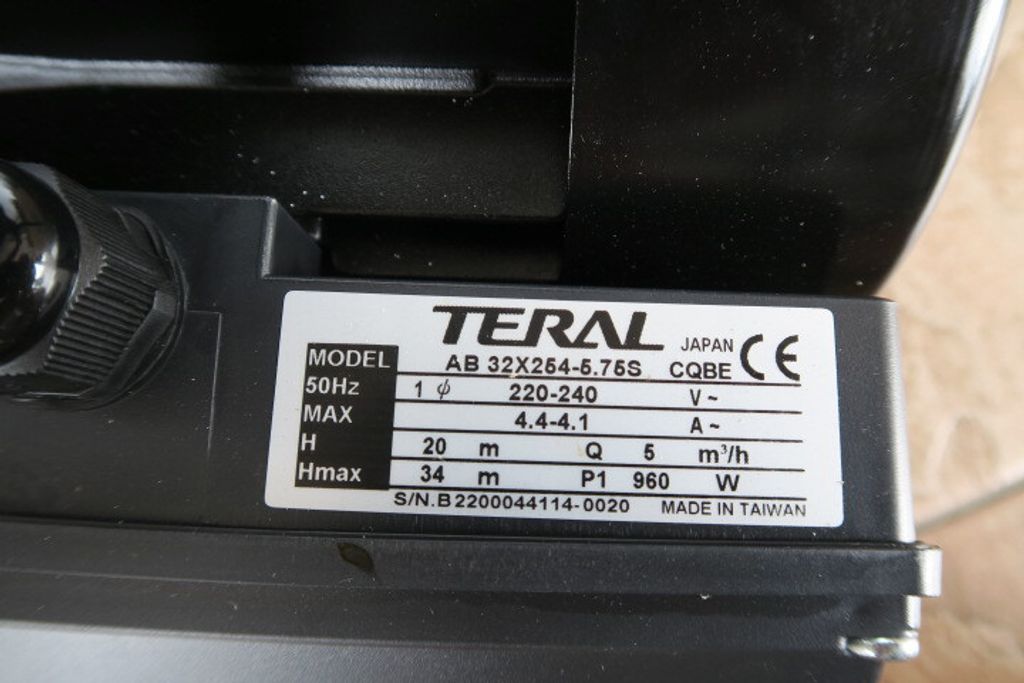 TERAL JAPAN CE
MODEL AB 32X254-5.75S CQBE
50Hz 1 ϕ 220-240 V ~
MAX 4.4-4.1 A ~
H 20 m Q 5 m³/h
Hmax 34 m P1 960 W
S/N.B2200044114-0020 MADE IN TAIWAN